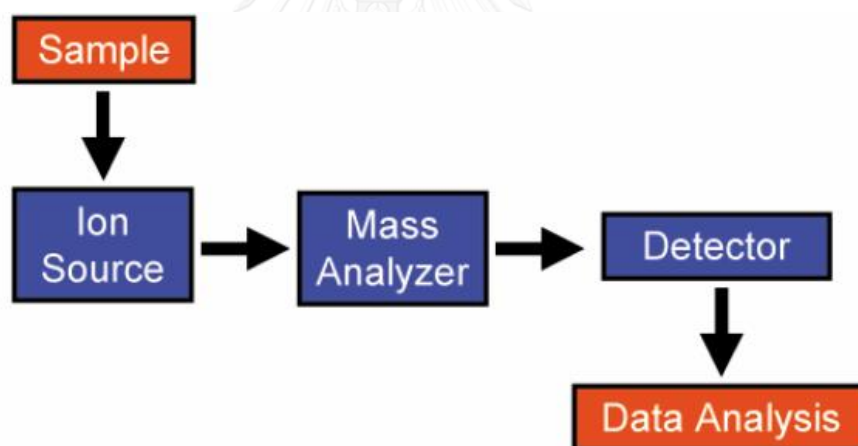 Sample
Ion
Source
Mass
Analyzer
Detector
Data Analysis